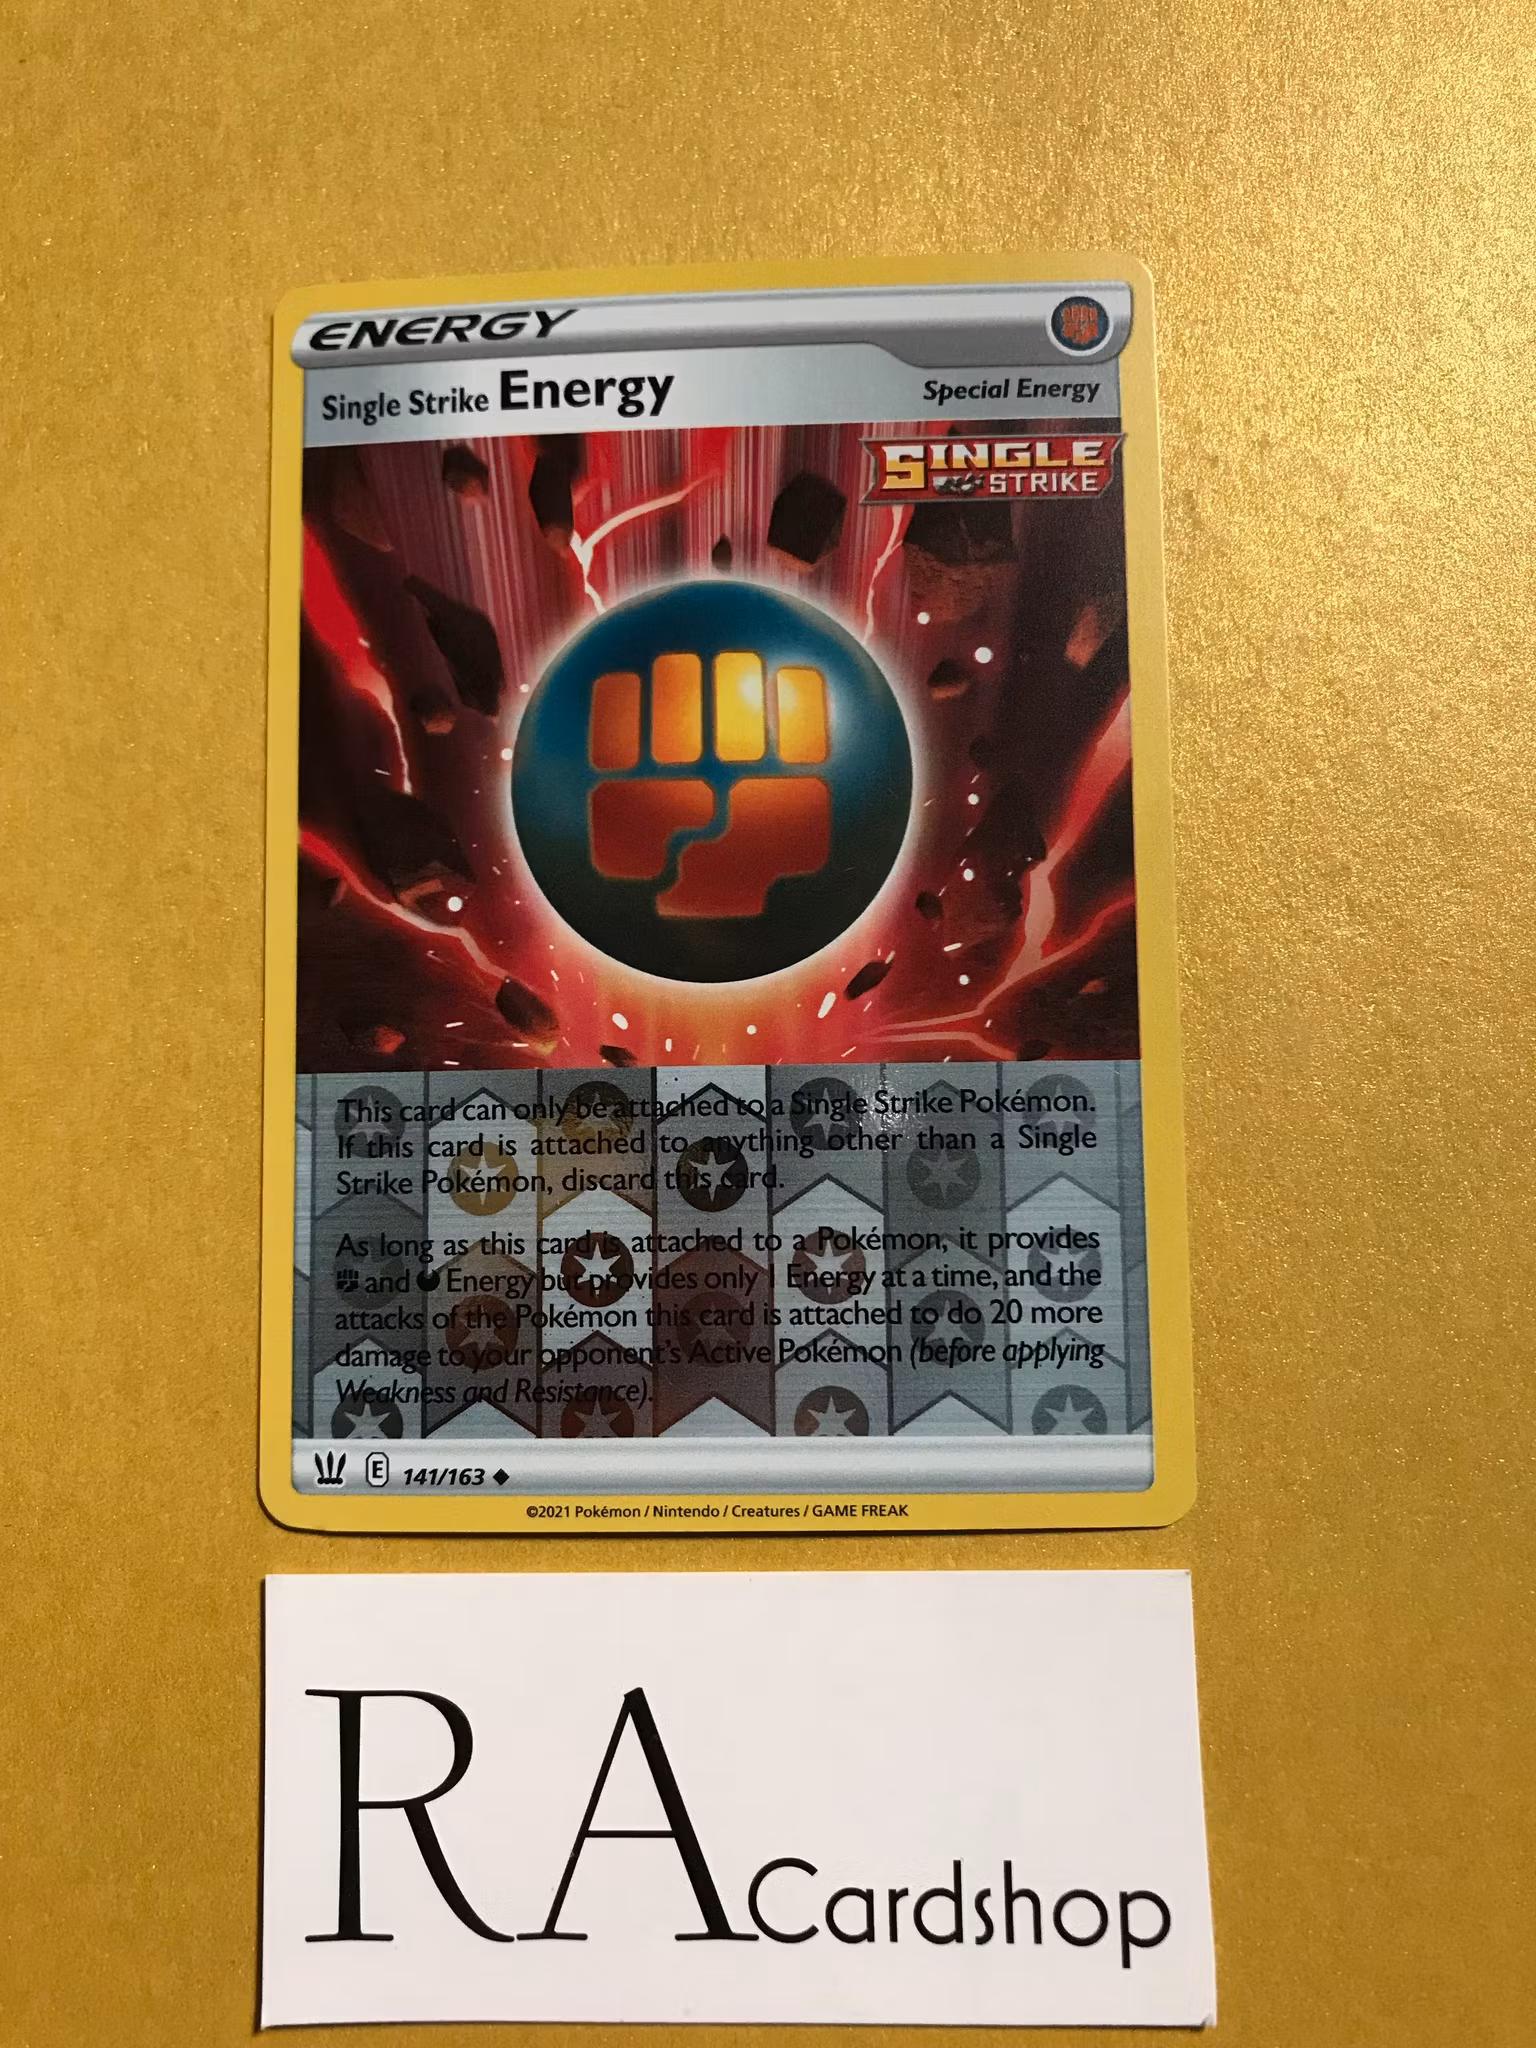 ENERGY
Single Strike Energy
Special Energy
SINGLE
STRIKE
This card can only be attached to a Single Strike Pokémon.
If this card is attached to anything other than a Single
Strike Pokémon, discard this card.
As long as this card is attached to a Pokémon, it provides
and Energy but provides only 1 Energy at a time, and the
attacks of the Pokémon this card is attached to do 20 more
damage to your opponent's Active Pokémon (before applying
Weakness and Resistance).
E 141/163
©2021 Pokémon / Nintendo / Creatures / GAME FREAK
RA Cardshop